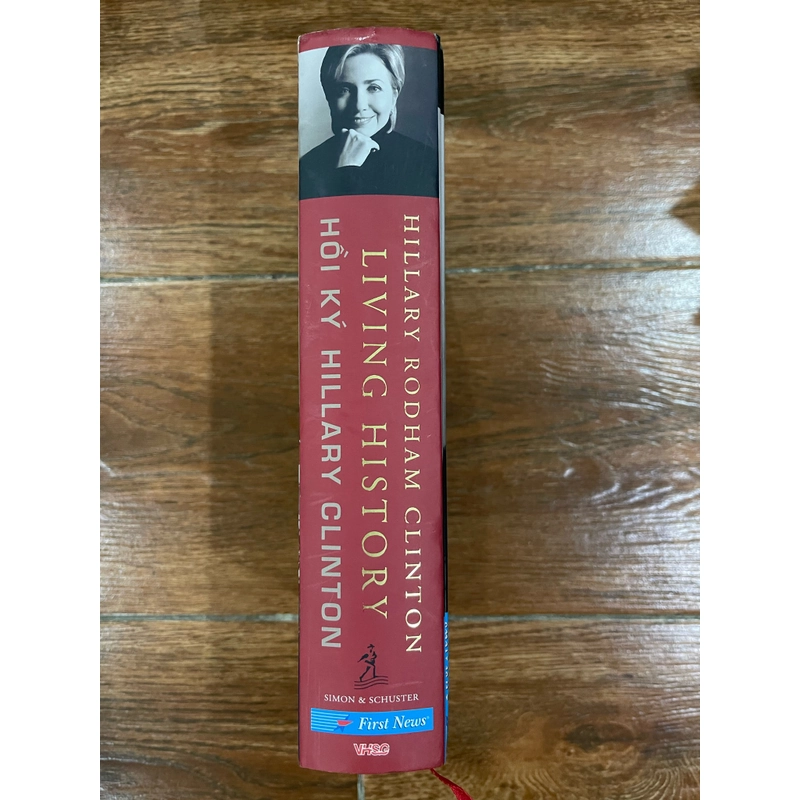 HILLARY RODHAM CLINTON
LIVING HISTORY
HỒI KÝ HILLARY CLINTON
SIMON & SCHUSTER
First News
VHSG